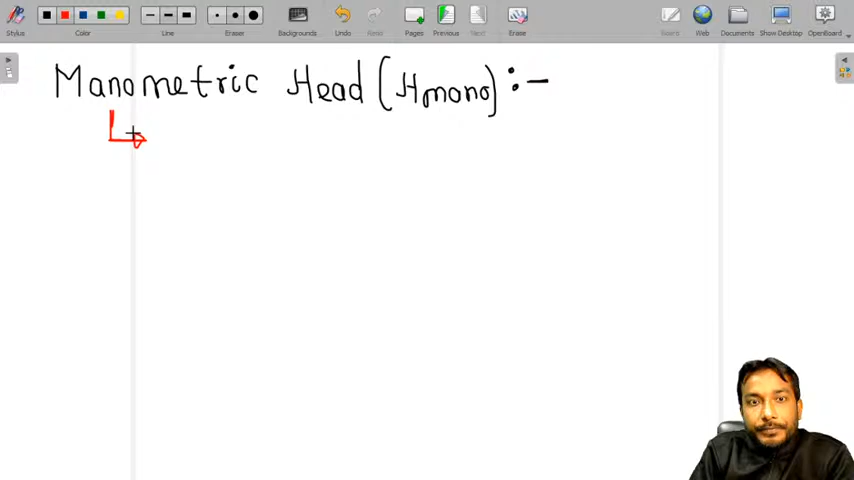 Stylus Color Line Eraser Backgrounds Undo Redo Pages Previous Next Erase Board Web Documents Show Desktop OpenBoard
Manometric Head (Hmano) :-